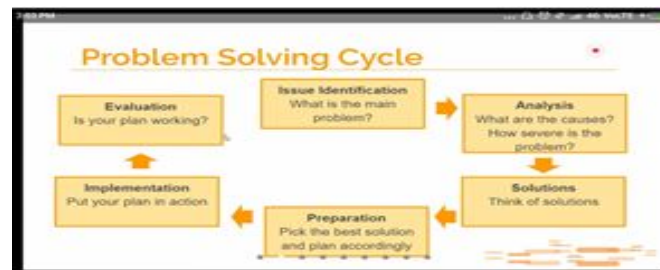 Problem Solving Cycle
Issue Identification
What is the main
problem?
Analysis
What are the causes?
How severe is the
problem?
Solutions
Think of solutions
Preparation
Pick the best solution
and plan accordingly
Implementation
Put your plan in action
Evaluation
Is your plan working?